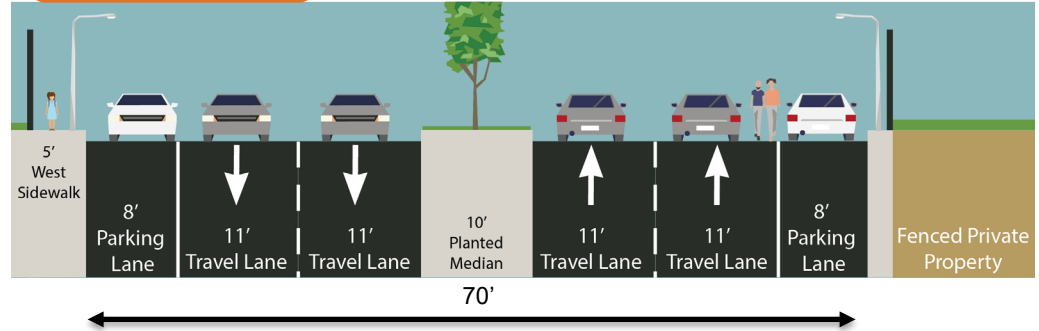 5’
West
Sidewalk
8’
Parking
Lane
11’
Travel Lane
11’
Travel Lane
10’
Planted
Median
11’
Travel Lane
11’
Travel Lane
8’
Parking
Lane
Fenced Private
Property
70’